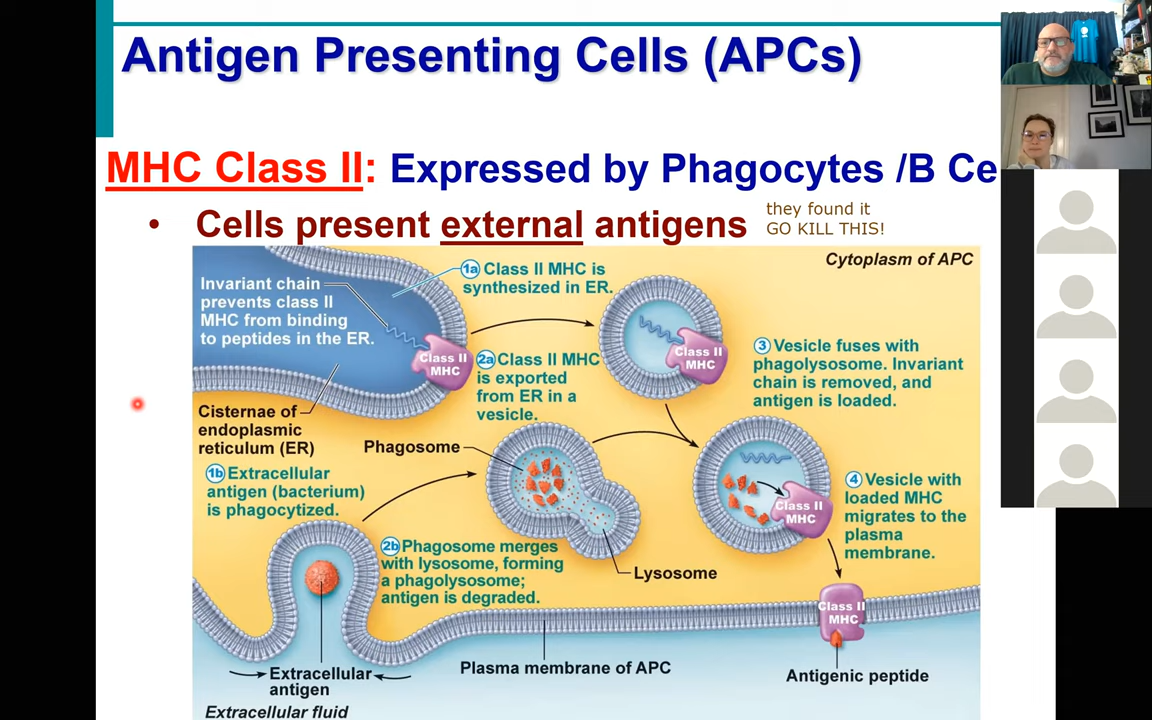 Antigen Presenting Cells (APCs)
MHC Class II: Expressed by Phagocytes /B Ce
• Cells present external antigens
they found it
GO KILL THIS!
Cytoplasm of APC
Invariant chain
prevents class II
MHC from binding
to peptides in the ER.
1a Class II MHC is
synthesized in ER.
Class II
MHC
2a Class II MHC
is exported
from ER in a
vesicle.
Class II
MHC
3 Vesicle fuses with
phagolysosome. Invariant
chain is removed, and
antigen is loaded.
Cisternae of
endoplasmic
reticulum (ER)
Phagosome
1b Extracellular
antigen (bacterium)
is phagocytized.
2b Phagosome merges
with lysosome, forming
a phagolysosome;
antigen is degraded.
Lysosome
Class II
MHC
4 Vesicle with
loaded MHC
migrates to the
plasma
membrane.
Class II
MHC
Extracellular
antigen
Plasma membrane of APC
Antigenic peptide
Extracellular fluid